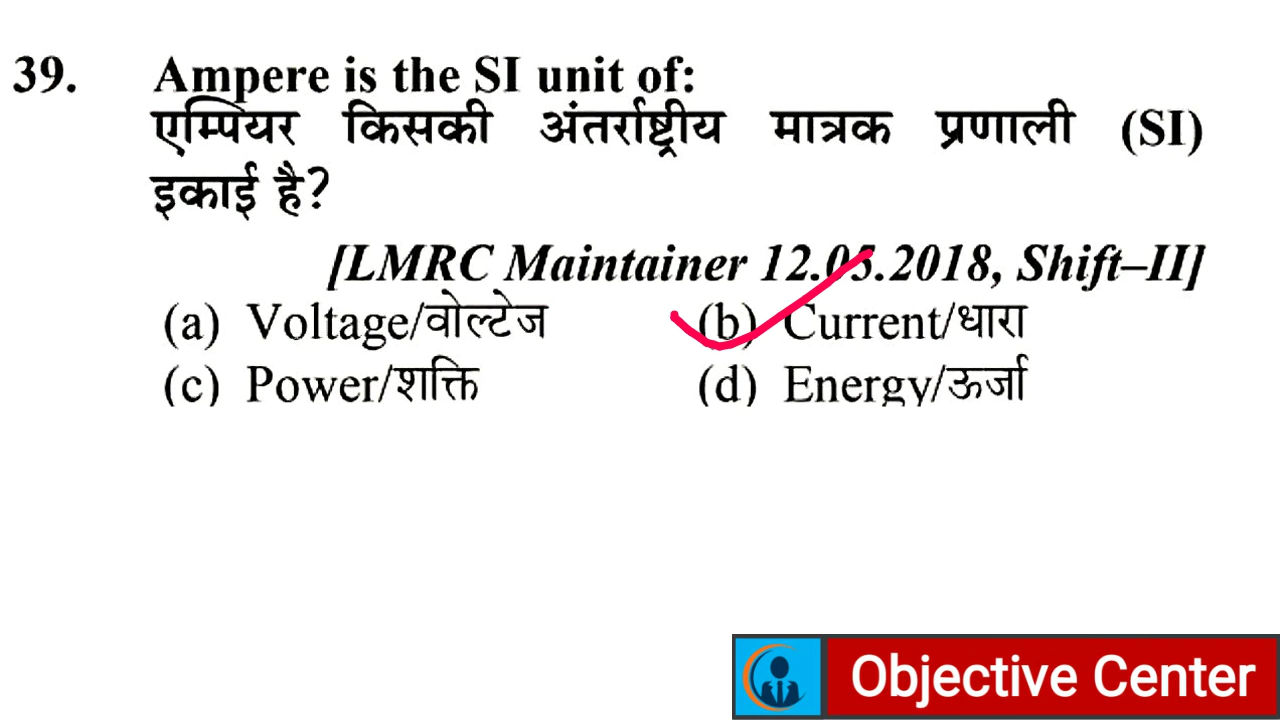 39. Ampere is the SI unit of:
एम्पियर किसकी अंतर्राष्ट्रीय मात्रक प्रणाली (SI)
इकाई है?
[LMRC Maintainer 12.05.2018, Shift–II]
(a) Voltage/वोल्टेज (b) Current/धारा
(c) Power/शक्ति (d) Energy/ऊर्जा
Objective Center